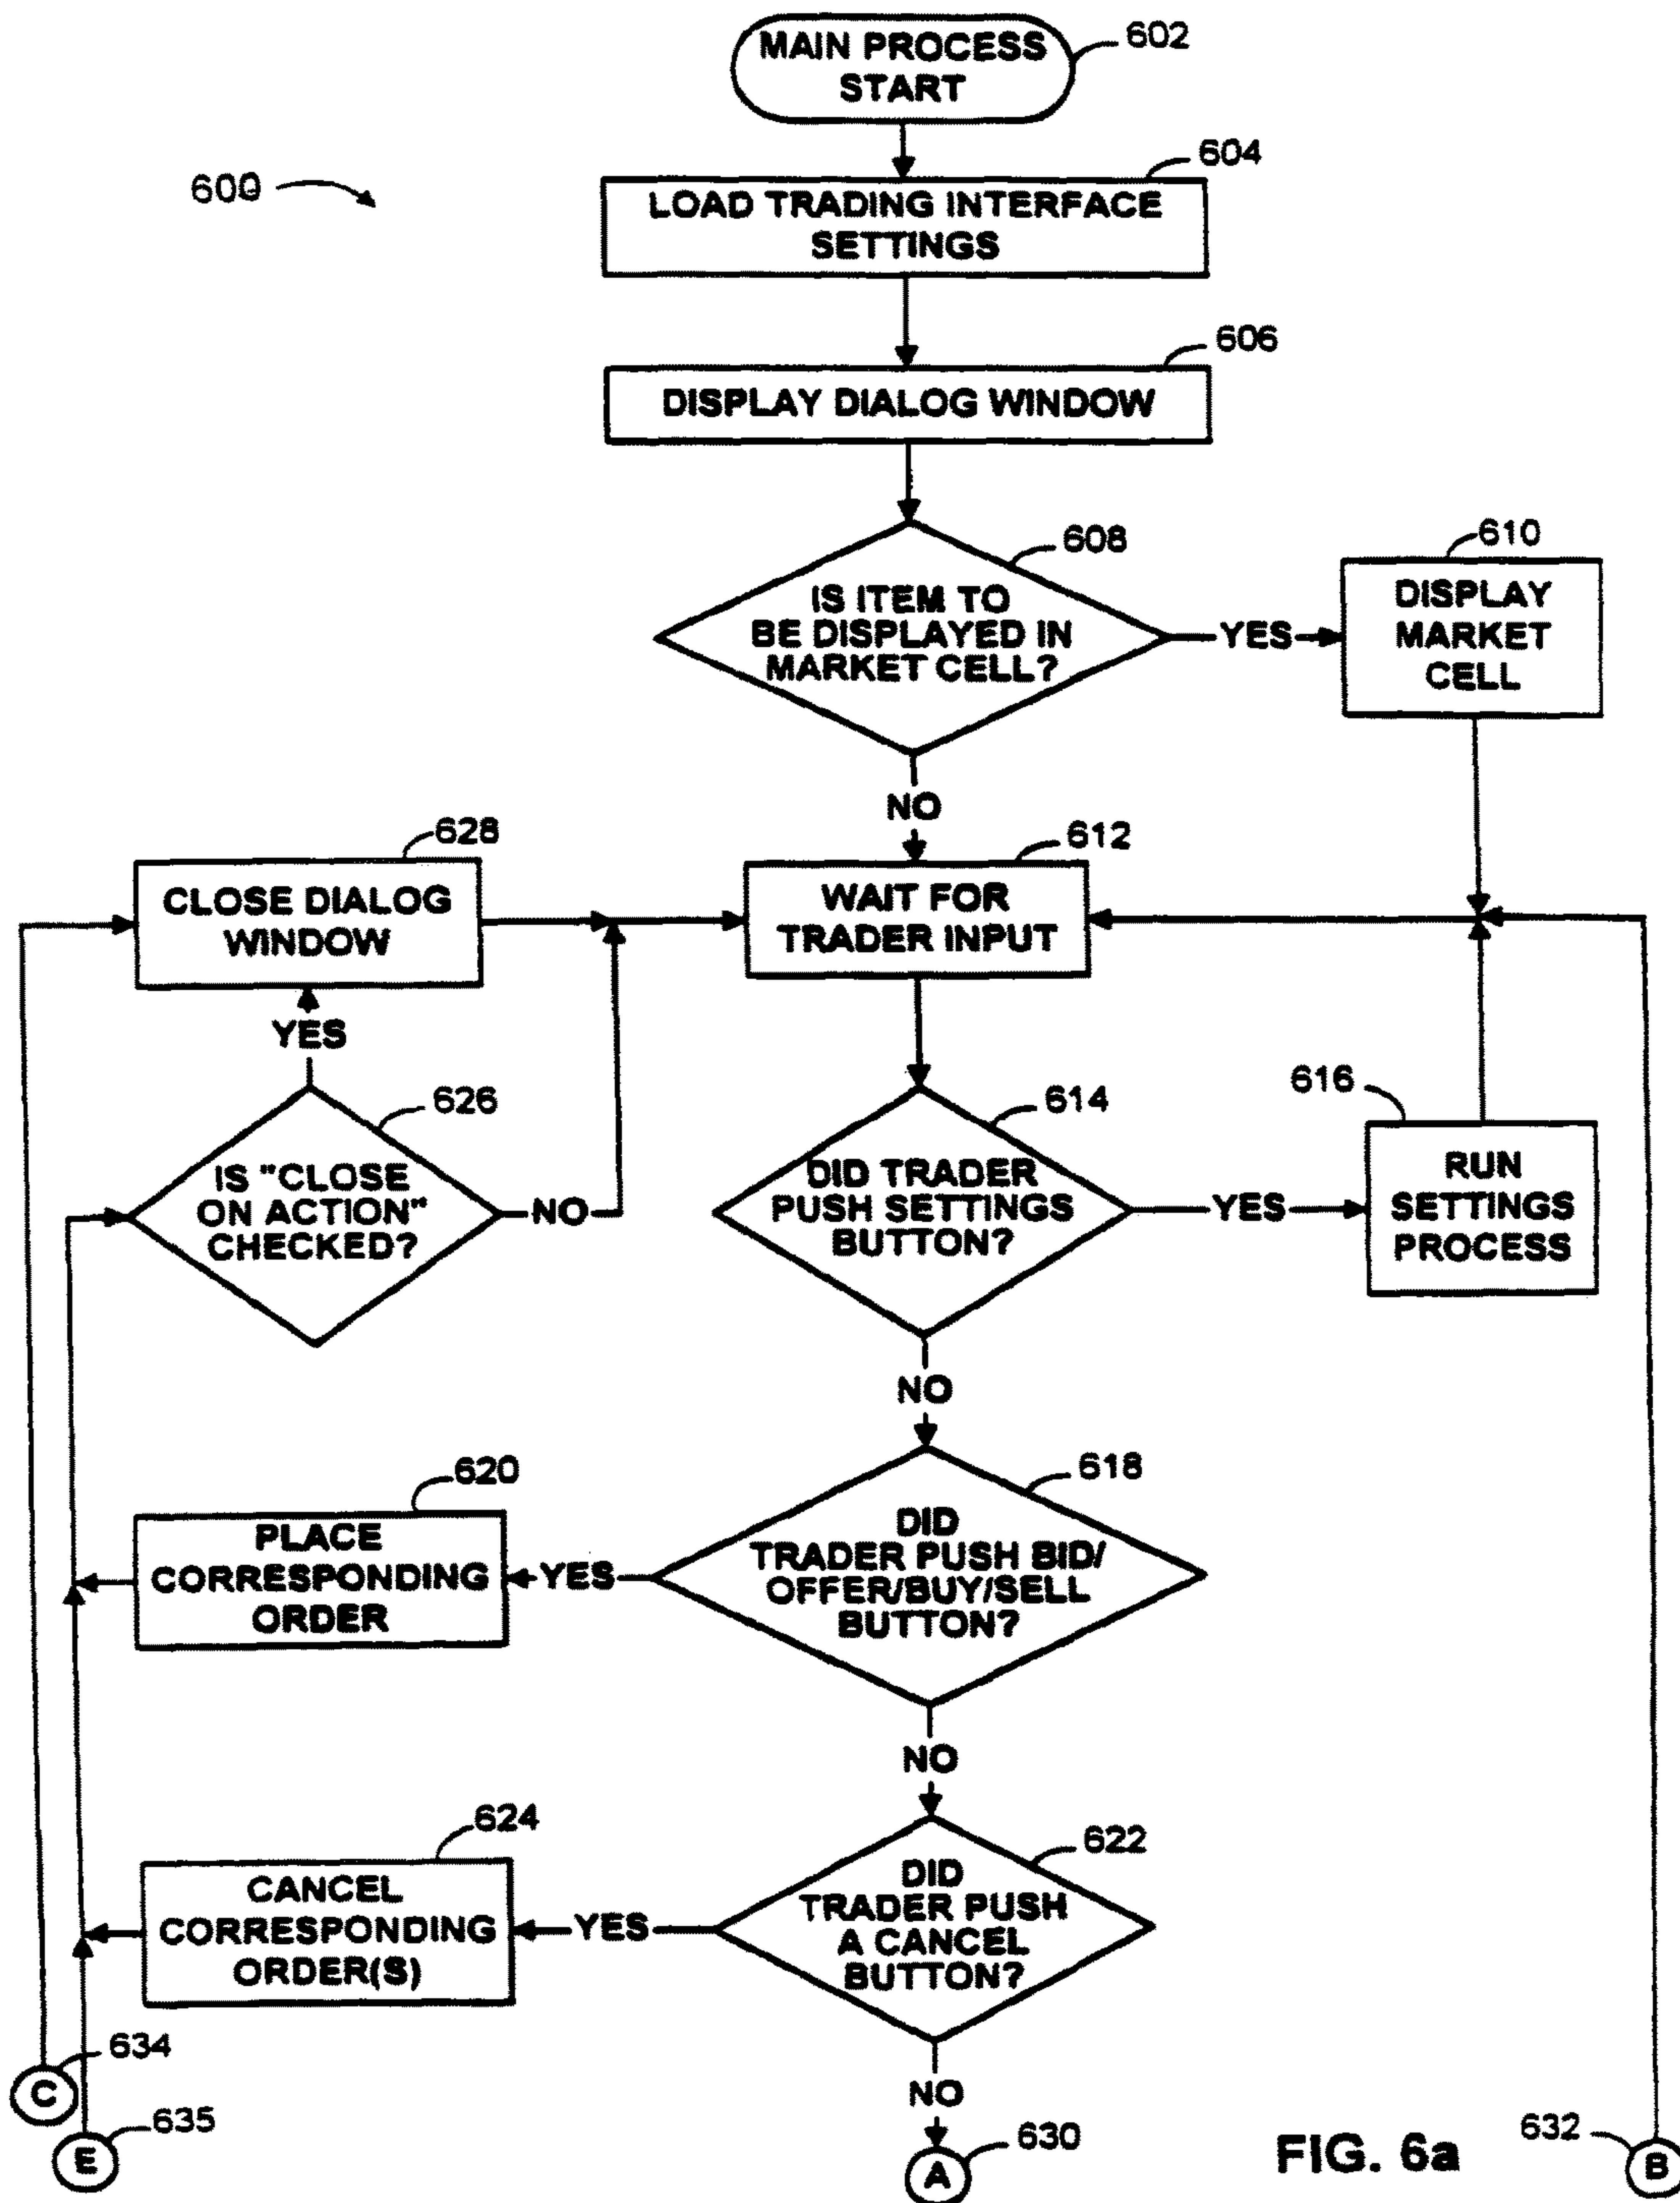 MAIN PROCESS
START
602
600
604
LOAD TRADING INTERFACE
SETTINGS
606
DISPLAY DIALOG WINDOW
608
IS ITEM TO
BE DISPLAYED IN
MARKET CELL?
YES
610
DISPLAY
MARKET
CELL
NO
628
CLOSE DIALOG
WINDOW
612
WAIT FOR
TRADER INPUT
YES
626
IS "CLOSE
ON ACTION"
CHECKED?
NO
614
DID TRADER
PUSH SETTINGS
BUTTON?
YES
616
RUN
SETTINGS
PROCESS
NO
620
PLACE
CORRESPONDING
ORDER
YES
618
DID
TRADER PUSH BID/
OFFER/BUY/SELL
BUTTON?
NO
624
CANCEL
CORRESPONDING
ORDER(S)
YES
622
DID
TRADER PUSH
A CANCEL
BUTTON?
NO
634
C
635
E
630
A
FIG. 6a
632
B